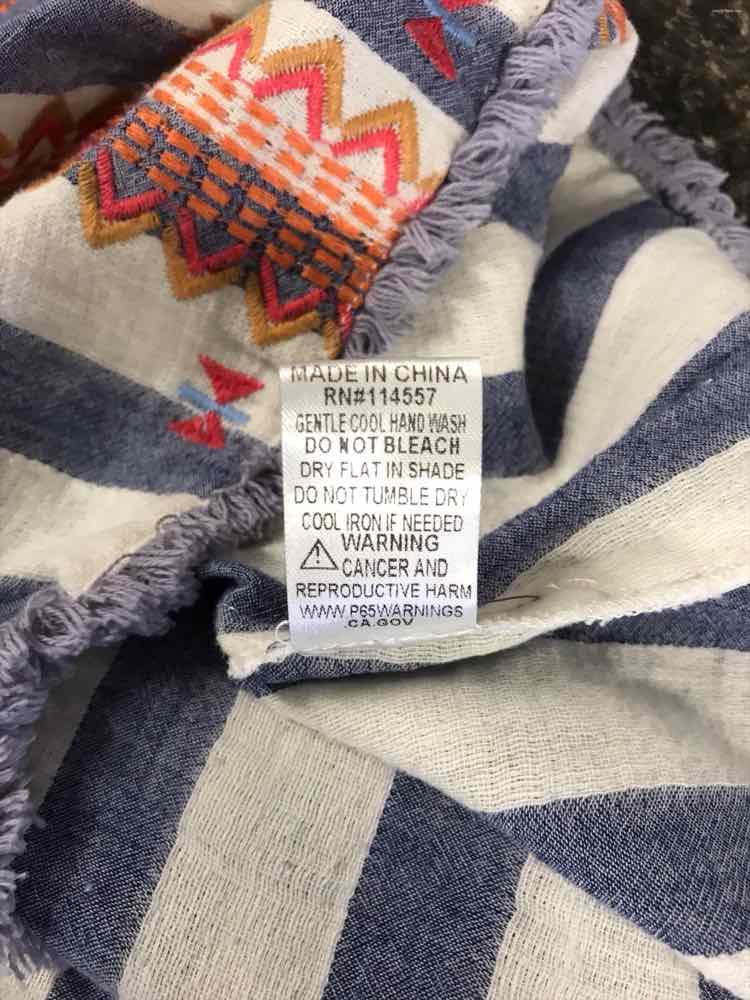 MADE IN CHINA
RN#114557
GENTLE COOL HAND WASH
DO NOT BLEACH
DRY FLAT IN SHADE
DO NOT TUMBLE DRY
COOL IRON IF NEEDED
WARNING
CANCER AND
REPRODUCTIVE HARM
WWW.P65WARNINGS
CA.GOV